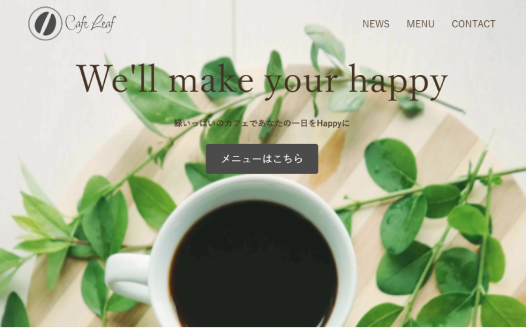 Cafe Leaf
NEWS MENU CONTACT
We'll make your happy
緑いっぱいのカフェであなたの一日をHappyに
メニューはこちら